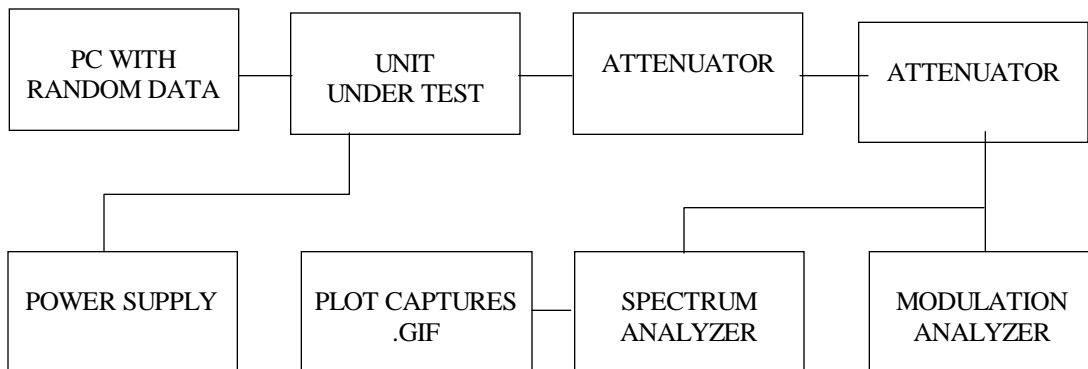 PC WITH
RANDOM DATA
UNIT
UNDER TEST
ATTENUATOR
ATTENUATOR
POWER SUPPLY
PLOT CAPTURES
.GIF
SPECTRUM
ANALYZER
MODULATION
ANALYZER